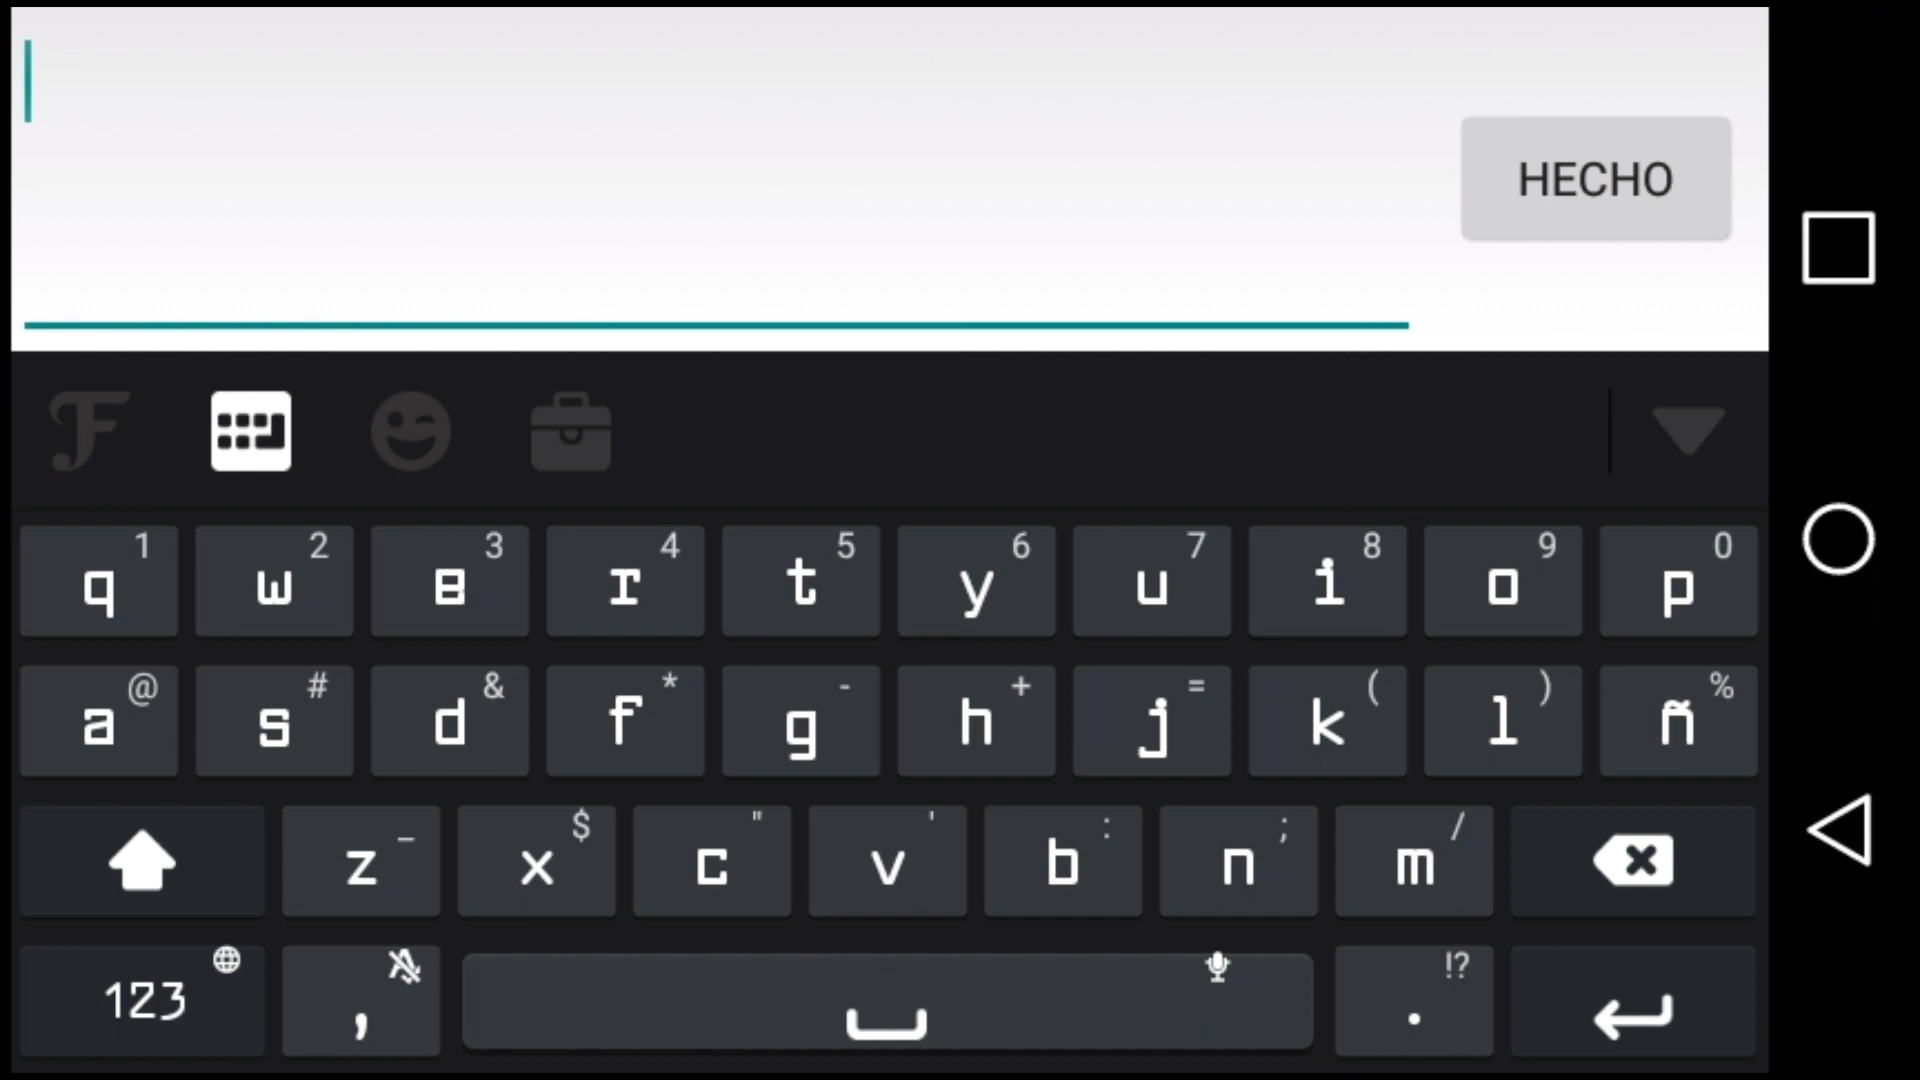 HECHO
1 2 3 4 5 6 7 8 9 0
q w e r t y u i o p
@ # & * - + = ( ) %
a s d f g h j k l ñ
_ $ " ' : ; /
z x c v b n m
!?
123 , .